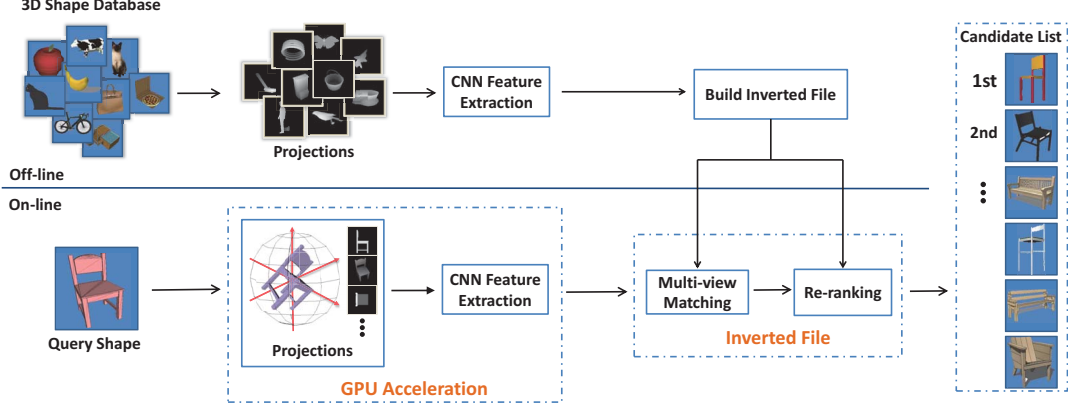 3D Shape Database
Projections
CNN Feature
Extraction
Build Inverted File
Off-line
On-line
Query Shape
Projections
GPU Acceleration
CNN Feature
Extraction
Multi-view
Matching
Re-ranking
Inverted File
Candidate List
1st
2nd